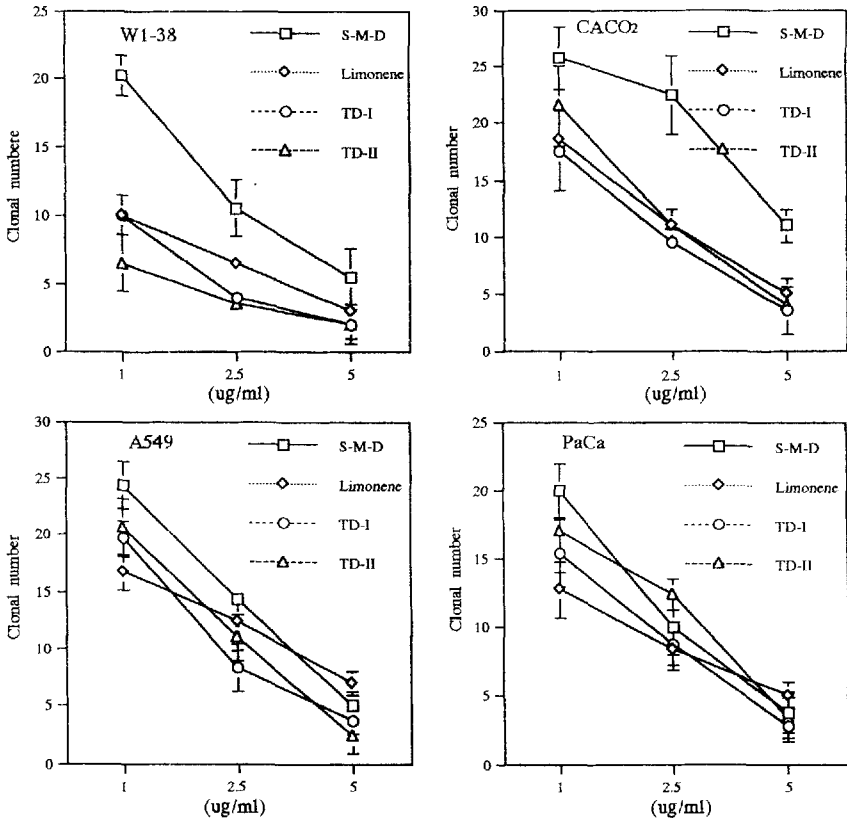 W1-38
25
20
15
10
5
0
Clonal numbere
S-M-D
Limonene
TD-I
TD-II
1
2.5
5
(ug/ml)
CACO₂
30
25
20
15
10
5
0
Clonal number
S-M-D
Limonene
TD-I
TD-II
1
2.5
5
(ug/ml)
A549
30
25
20
15
10
5
0
Clonal number
S-M-D
Limonene
TD-I
TD-II
1
2.5
5
(ug/ml)
PaCa
25
20
15
10
5
0
Clonal number
S-M-D
Limonene
TD-I
TD-II
1
2.5
5
(ug/ml)